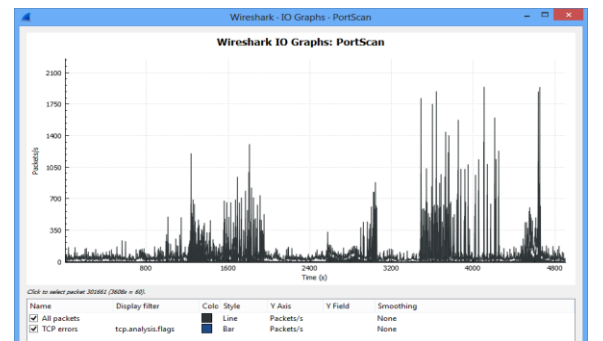 Wireshark - IO Graphs - PortScan
Wireshark IO Graphs: PortScan
Packets/s
2100
1750
1400
1050
700
350
0
800
1600
2400
3200
4000
4800
Time (s)
Click to select packet 301661 (3608s = 60).
Name Display filter Colo Style Y Axis Y Field Smoothing
All packets Line Packets/s None
TCP errors tcp.analysis.flags Bar Packets/s None